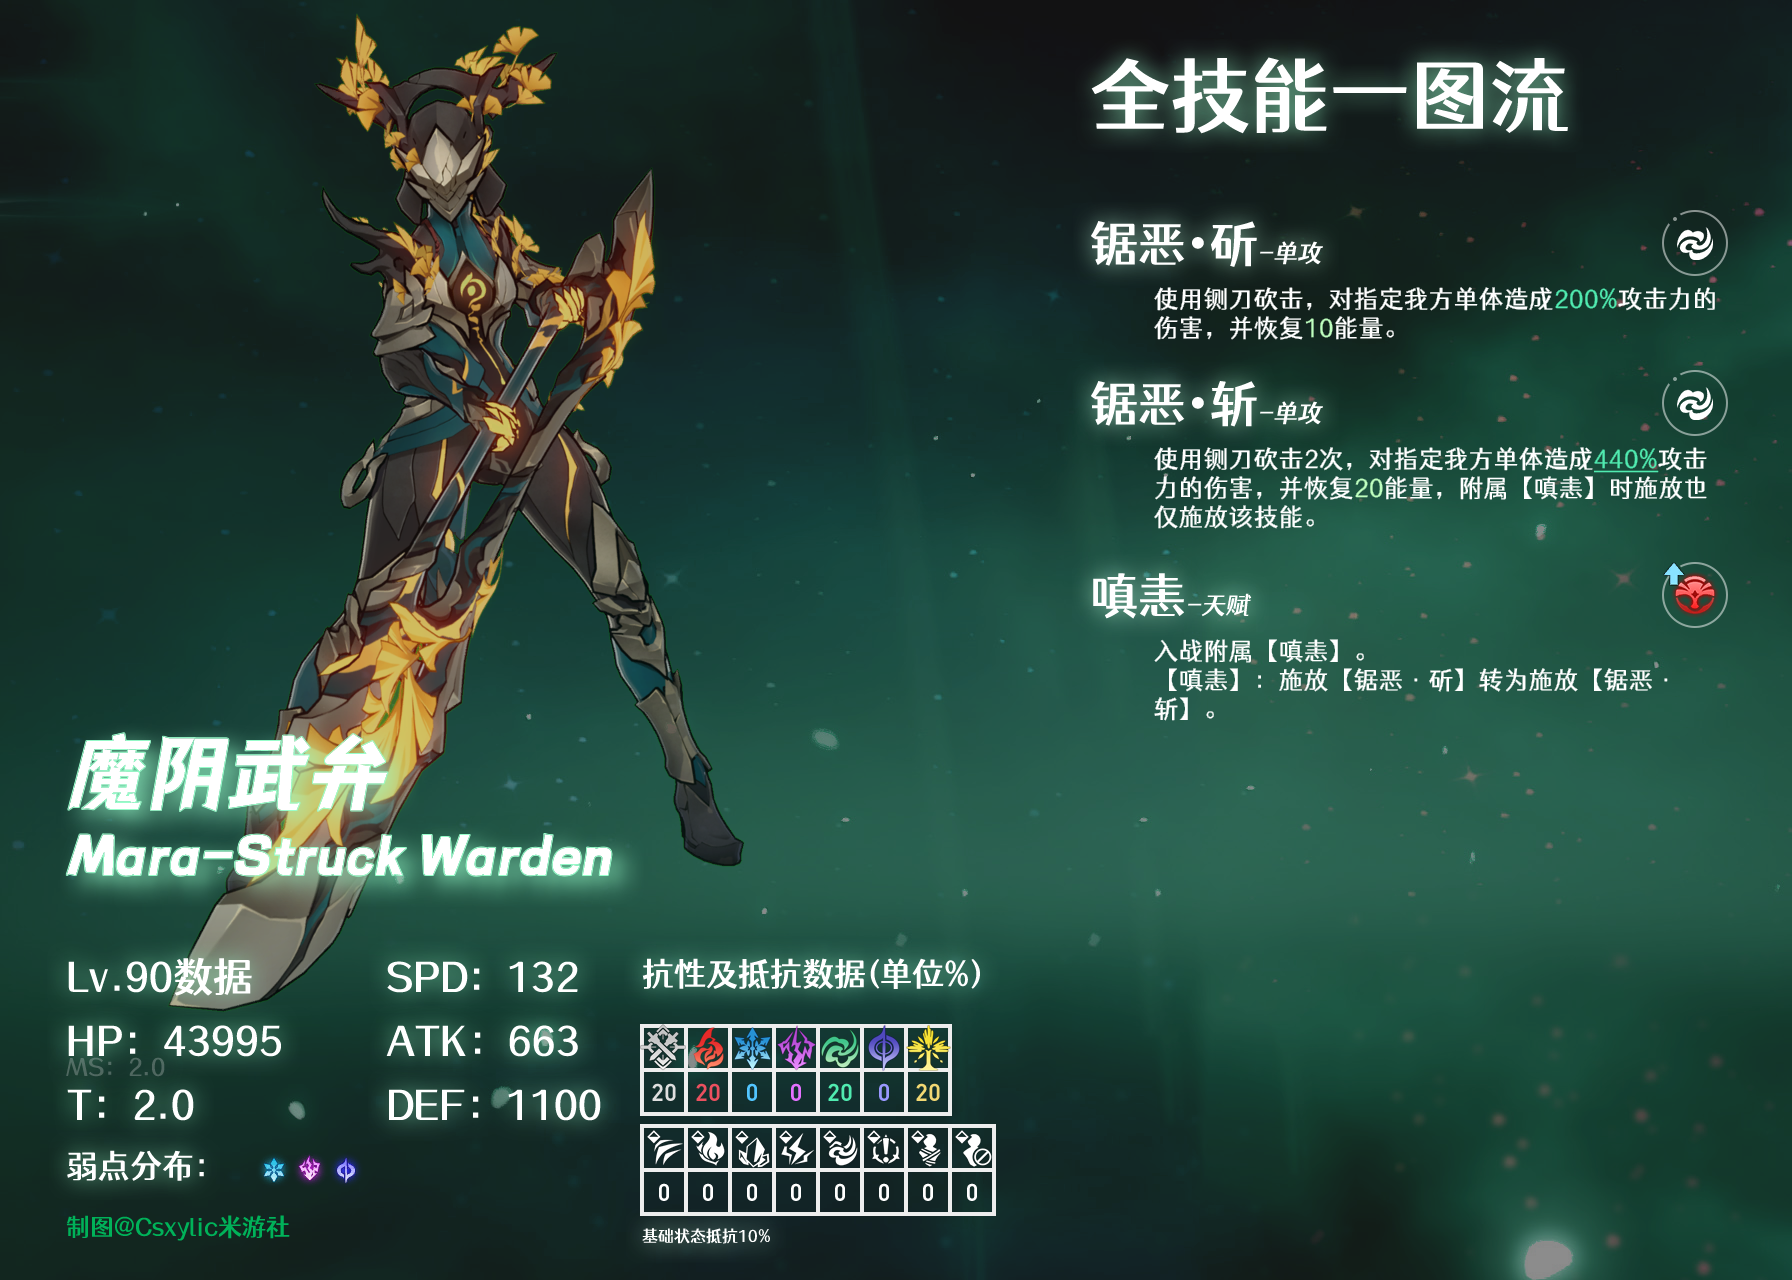 全技能一图流
锯恶•斫-单攻
使用铡刀砍击，对指定我方单体造成200%攻击力的
伤害，并恢复10能量。
锯恶•斩-单攻
使用铡刀砍击2次，对指定我方单体造成440%攻击
力的伤害，并恢复20能量，附属【嗔恚】时施放也
仅施放该技能。
嗔恚-天赋
入战附属【嗔恚】。
【嗔恚】：施放【锯恶·斫】转为施放【锯恶·
斩】。
魔阴武弁
Mara-Struck Warden
Lv.90数据
SPD: 132
HP: 43995
ATK: 663
MS: 2.0
T: 2.0
DEF: 1100
弱点分布:
制图@Csxylic米游社
抗性及抵抗数据(单位%)
20 20 0 0 20 0 20
0 0 0 0 0 0 0 0
基础状态抵抗10%